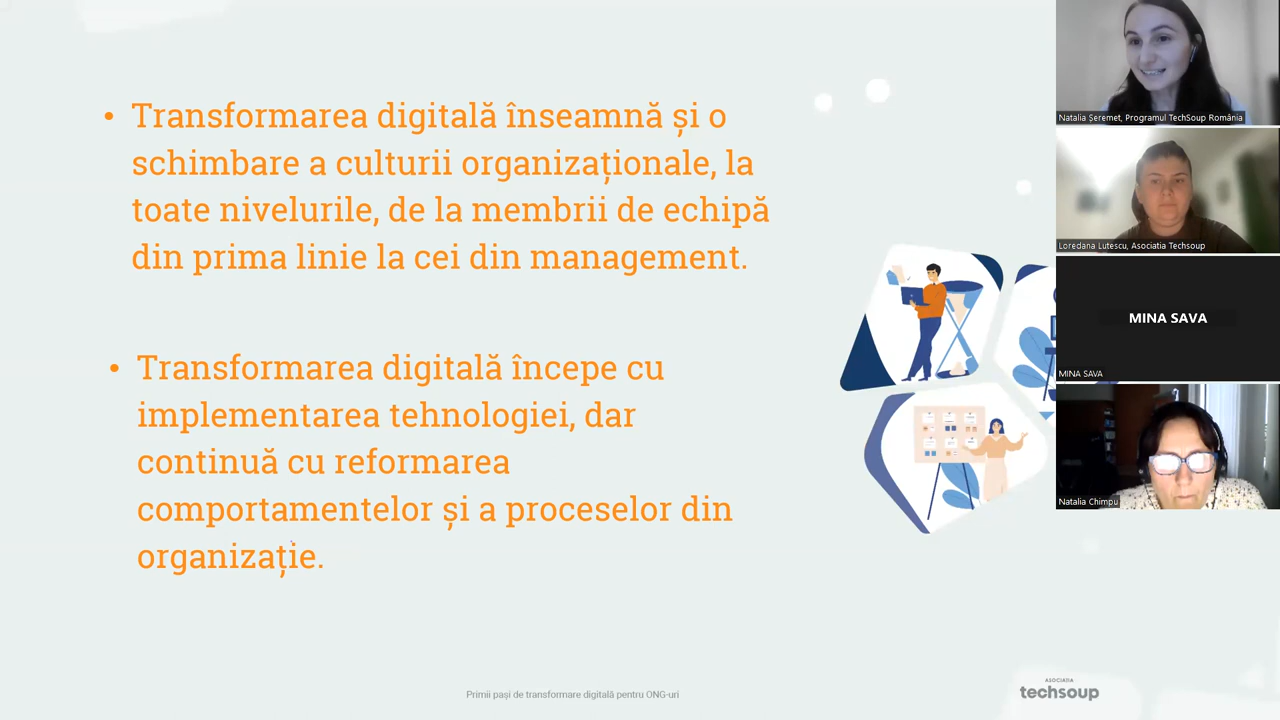 • Transformarea digitală înseamnă și o
schimbare a culturii organizaționale, la
toate nivelurile, de la membrii de echipă
din prima linie la cei din management.
• Transformarea digitală începe cu
implementarea tehnologiei, dar
continuă cu reformarea
comportamentelor și a proceselor din
organizație.
Primii pași de transformare digitală pentru ONG-uri
ASOCIAȚIA
techsoup
Natalia Șeremet, Programul TechSoup România
Loredana Lutescu, Asociatia Techsoup
MINA SAVA
MINA SAVA
Natalia Chimpu